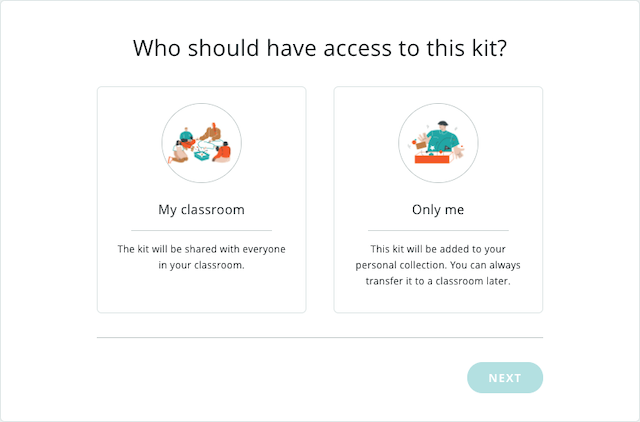 Who should have access to this kit?
My classroom
The kit will be shared with everyone
in your classroom.
Only me
This kit will be added to your
personal collection. You can always
transfer it to a classroom later.
NEXT